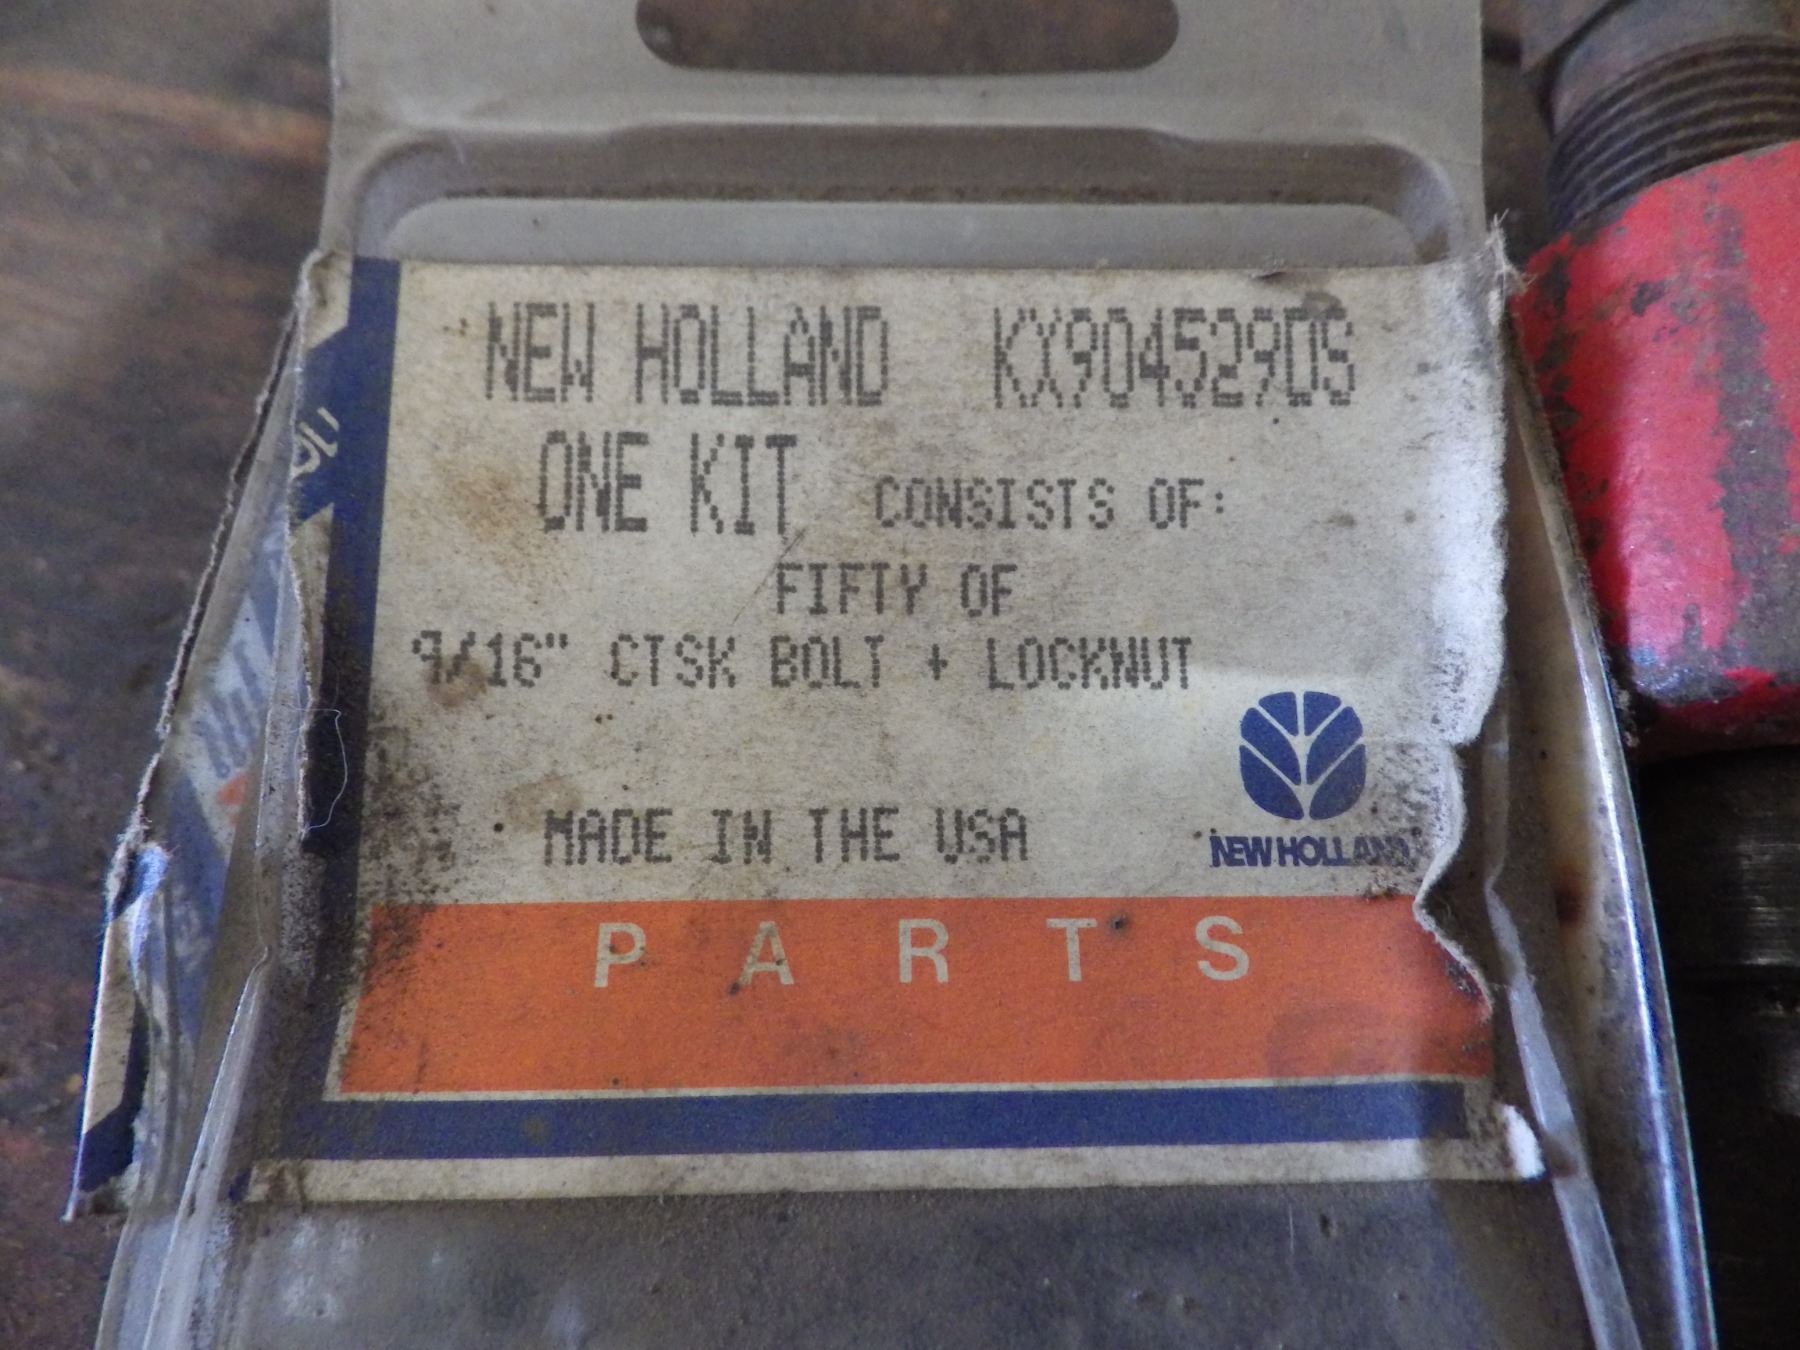 NEW HOLLAND KX904529DS
ONE KIT CONSISTS OF:
FIFTY OF
9/16" CTSK BOLT + LOCKNUT
MADE IN THE USA
NEW HOLLAND
PARTS